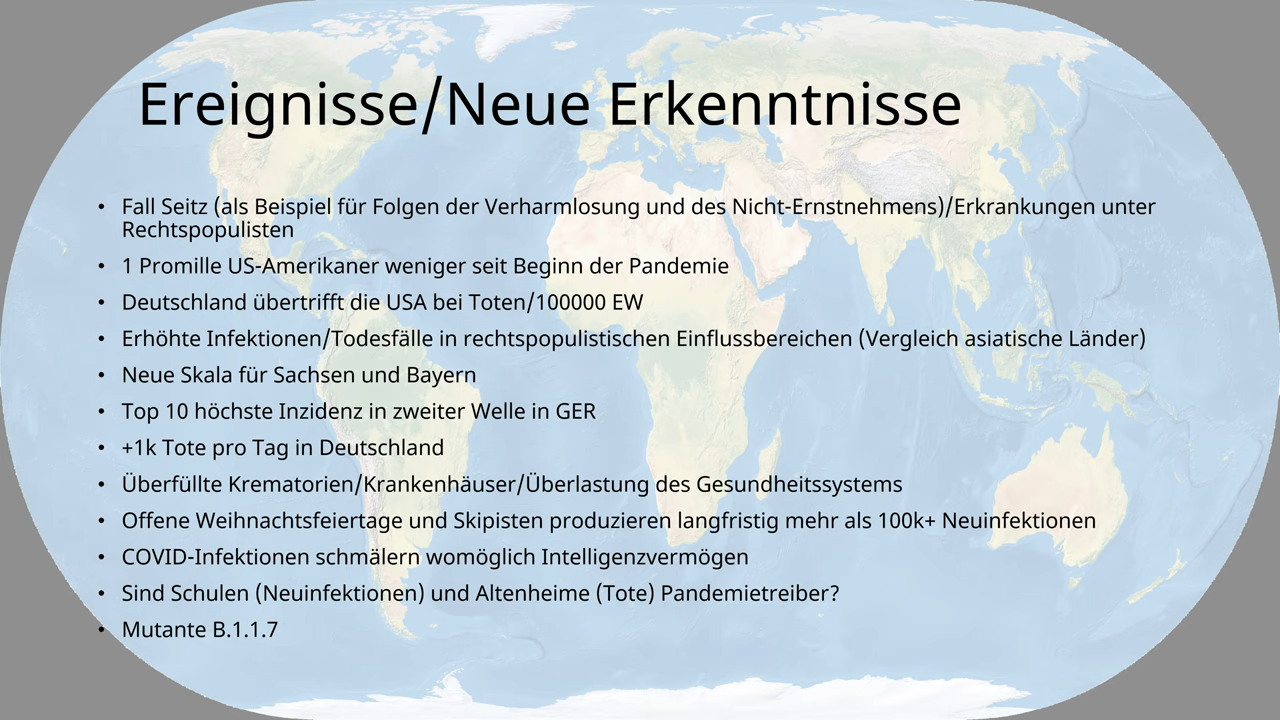 Ereignisse/Neue Erkenntnisse
• Fall Seitz (als Beispiel für Folgen der Verharmlosung und des Nicht-Ernstnehmens)/Erkrankungen unter
Rechtspopulisten
• 1 Promille US-Amerikaner weniger seit Beginn der Pandemie
• Deutschland übertrifft die USA bei Toten/100000 EW
• Erhöhte Infektionen/Todesfälle in rechtspopulistischen Einflussbereichen (Vergleich asiatische Länder)
• Neue Skala für Sachsen und Bayern
• Top 10 höchste Inzidenz in zweiter Welle in GER
• +1k Tote pro Tag in Deutschland
• Überfüllte Krematorien/Krankenhäuser/Überlastung des Gesundheitssystems
• Offene Weihnachtsfeiertage und Skipisten produzieren langfristig mehr als 100k+ Neuinfektionen
• COVID-Infektionen schmälern womöglich Intelligenzvermögen
• Sind Schulen (Neuinfektionen) und Altenheime (Tote) Pandemietreiber?
• Mutante B.1.1.7